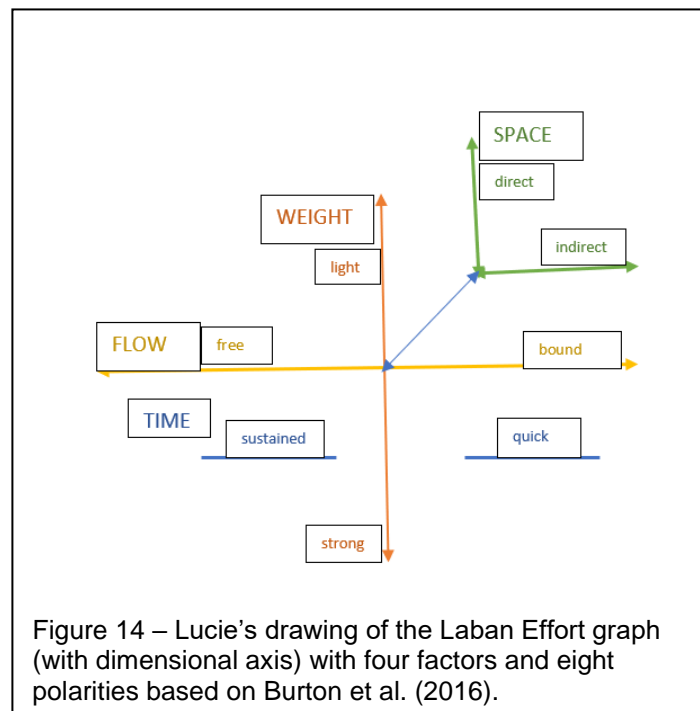 SPACE
direct
WEIGHT
indirect
light
FLOW
free
bound
TIME
sustained
quick
strong
Figure 14 – Lucie’s drawing of the Laban Effort graph
(with dimensional axis) with four factors and eight
polarities based on Burton et al. (2016).